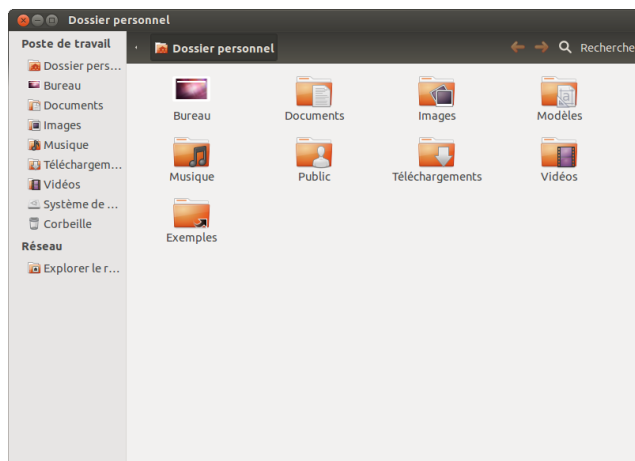 Dossier personnel
Poste de travail
Dossier pers...
Bureau
Documents
Images
Musique
Téléchargem...
Vidéos
Système de ...
Corbeille
Réseau
Explorer le r...
Dossier personnel
Recherche
Bureau
Documents
Images
Modèles
Musique
Public
Téléchargements
Vidéos
Exemples